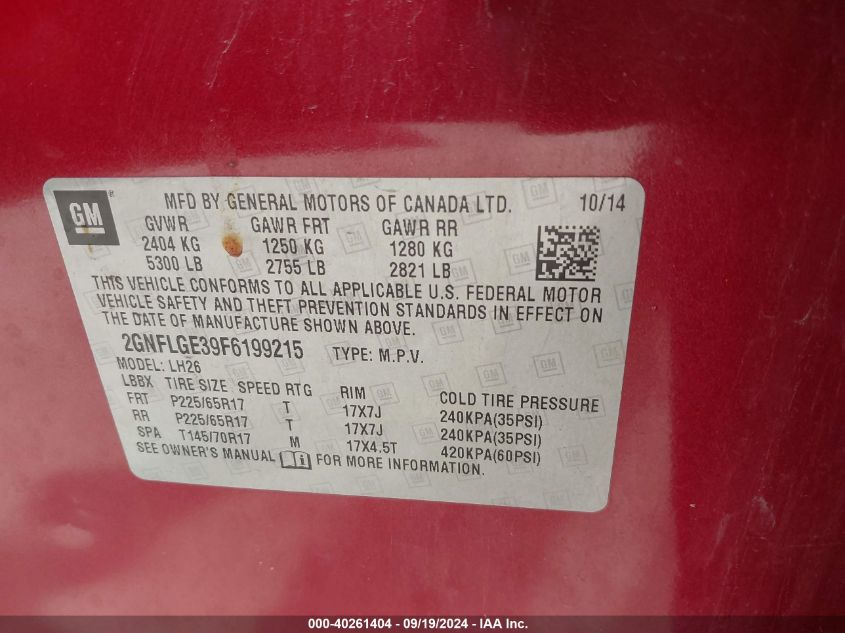 GM ®
MFD BY GENERAL MOTORS OF CANADA LTD. 10/14
GVWR GAWR FRT GAWR RR
2404 KG 1250 KG 1280 KG
5300 LB 2755 LB 2821 LB
THIS VEHICLE CONFORMS TO ALL APPLICABLE U.S. FEDERAL MOTOR
VEHICLE SAFETY AND THEFT PREVENTION STANDARDS IN EFFECT ON
THE DATE OF MANUFACTURE SHOWN ABOVE.
2GNFLGE39F6199215 TYPE: M.P.V.
MODEL: LH26
LBBX TIRE SIZE SPEED RTG RIM COLD TIRE PRESSURE
FRT P225/65R17 T 17X7J 240KPA(35PSI)
RR P225/65R17 T 17X7J 240KPA(35PSI)
SPA T145/70R17 M 17X4.5T 420KPA(60PSI)
SEE OWNER'S MANUAL FOR MORE INFORMATION.
000-40261404 - 09/19/2024 - IAA Inc.